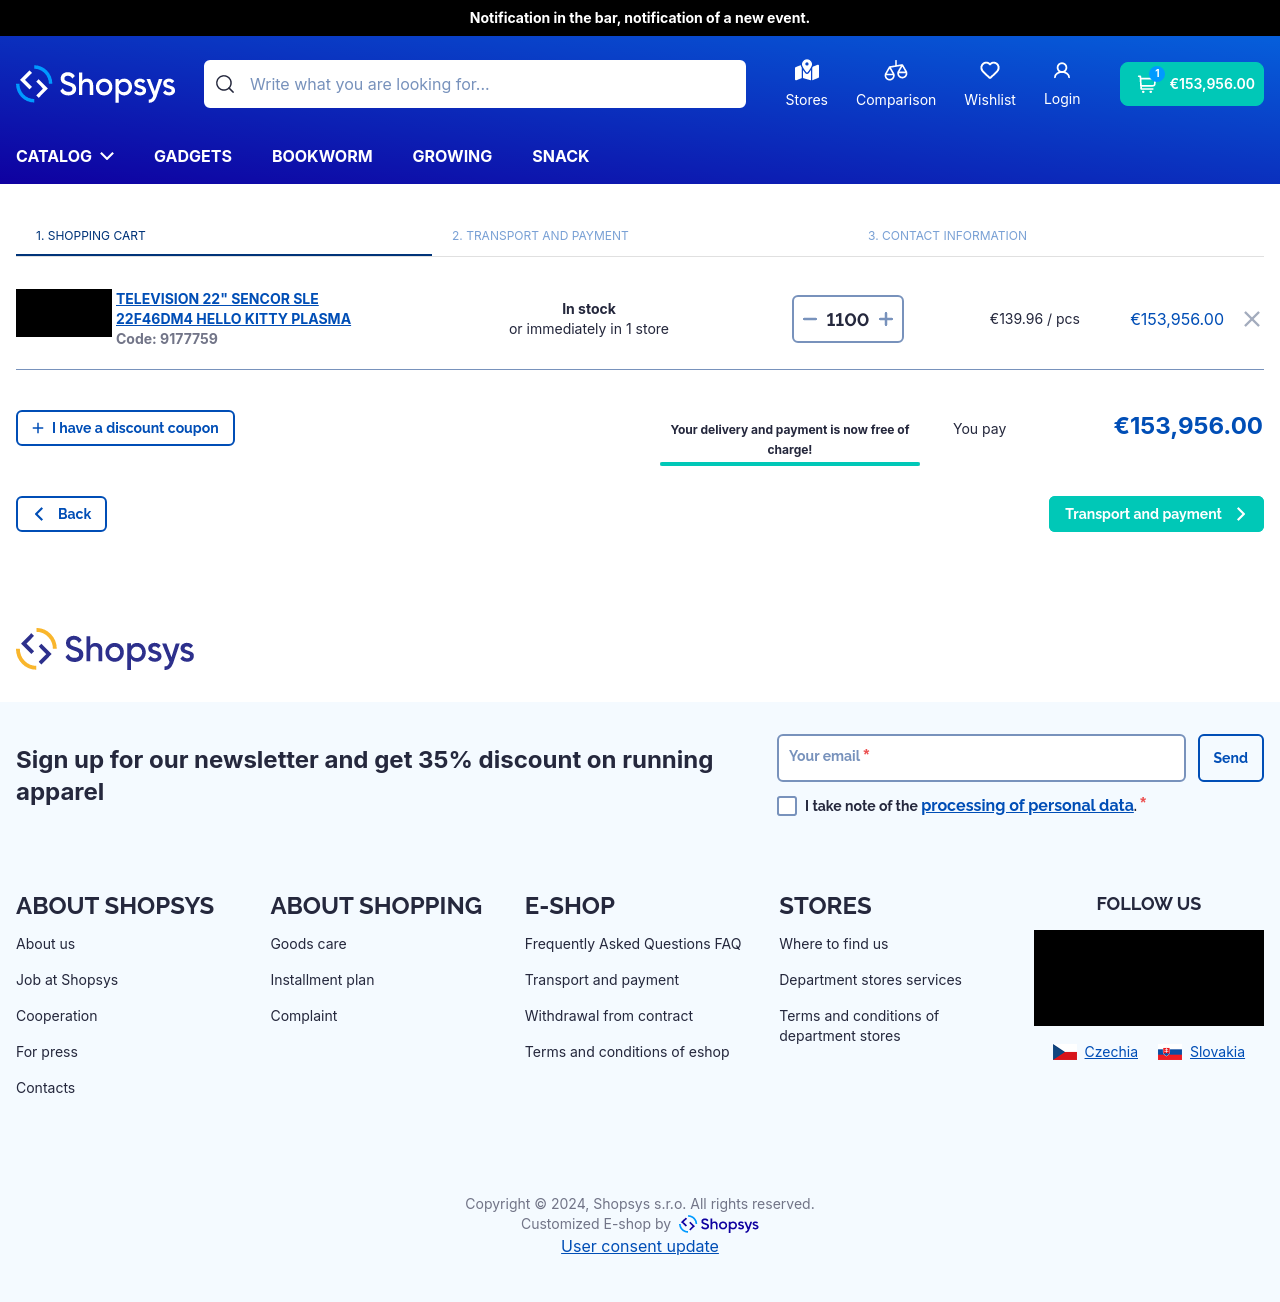 Notification in the bar, notification of a new event.
Shopsys
Write what you are looking for...
Stores
Comparison
Wishlist
Login
1
€153,956.00
CATALOG
GADGETS
BOOKWORM
GROWING
SNACK
1. SHOPPING CART
2. TRANSPORT AND PAYMENT
3. CONTACT INFORMATION
TELEVISION 22" SENCOR SLE
22F46DM4 HELLO KITTY PLASMA
Code: 9177759
In stock
or immediately in 1 store
1100
€139.96 / pcs
€153,956.00
I have a discount coupon
Your delivery and payment is now free of
charge!
You pay
€153,956.00
Back
Transport and payment
Shopsys
Sign up for our newsletter and get 35% discount on running
apparel
Your email *
Send
I take note of the processing of personal data. *
ABOUT SHOPSYS
About us
Job at Shopsys
Cooperation
For press
Contacts
ABOUT SHOPPING
Goods care
Installment plan
Complaint
E-SHOP
Frequently Asked Questions FAQ
Transport and payment
Withdrawal from contract
Terms and conditions of eshop
STORES
Where to find us
Department stores services
Terms and conditions of
department stores
FOLLOW US
Czechia
Slovakia
Copyright © 2024, Shopsys s.r.o. All rights reserved.
Customized E-shop by Shopsys
User consent update